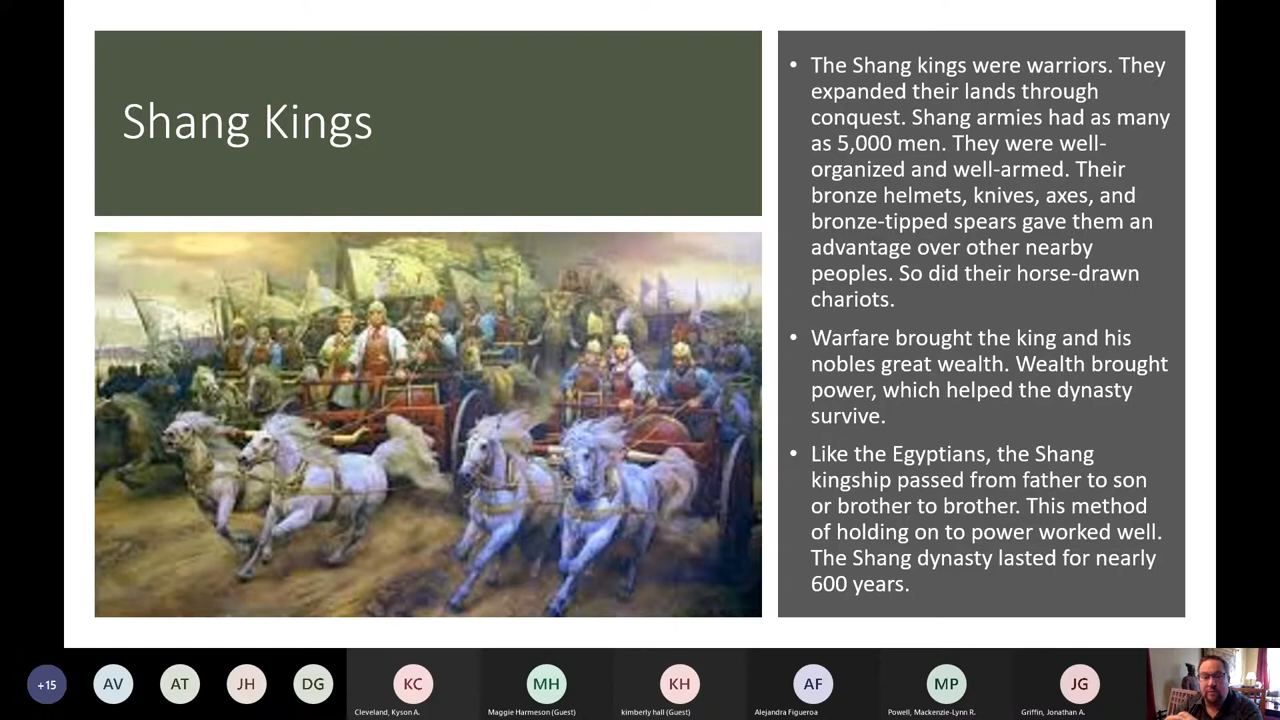 Shang Kings
• The Shang kings were warriors. They
expanded their lands through
conquest. Shang armies had as many
as 5,000 men. They were well-
organized and well-armed. Their
bronze helmets, knives, axes, and
bronze-tipped spears gave them an
advantage over other nearby
peoples. So did their horse-drawn
chariots.
• Warfare brought the king and his
nobles great wealth. Wealth brought
power, which helped the dynasty
survive.
• Like the Egyptians, the Shang
kingship passed from father to son
or brother to brother. This method
of holding on to power worked well.
The Shang dynasty lasted for nearly
600 years.
+15 AV AT JH DG KC MH KH AF MP JG
Cleveland, Kyson A. Maggie Harmeson (Guest) kimberly hall (Guest) Alejandra Figueroa Powell, Mackenzie-Lynn R. Griffin, Jonathan A.